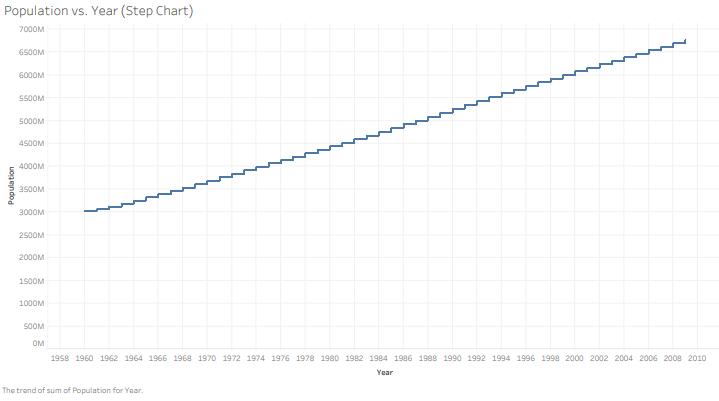 Population vs. Year (Step Chart)
7000M
6500M
6000M
5500M
5000M
4500M
4000M
3500M
3000M
2500M
2000M
1500M
1000M
500M
0M
Population
1958 1960 1962 1964 1966 1968 1970 1972 1974 1976 1978 1980 1982 1984 1986 1988 1990 1992 1994 1996 1998 2000 2002 2004 2006 2008 2010
Year
The trend of sum of Population for Year.